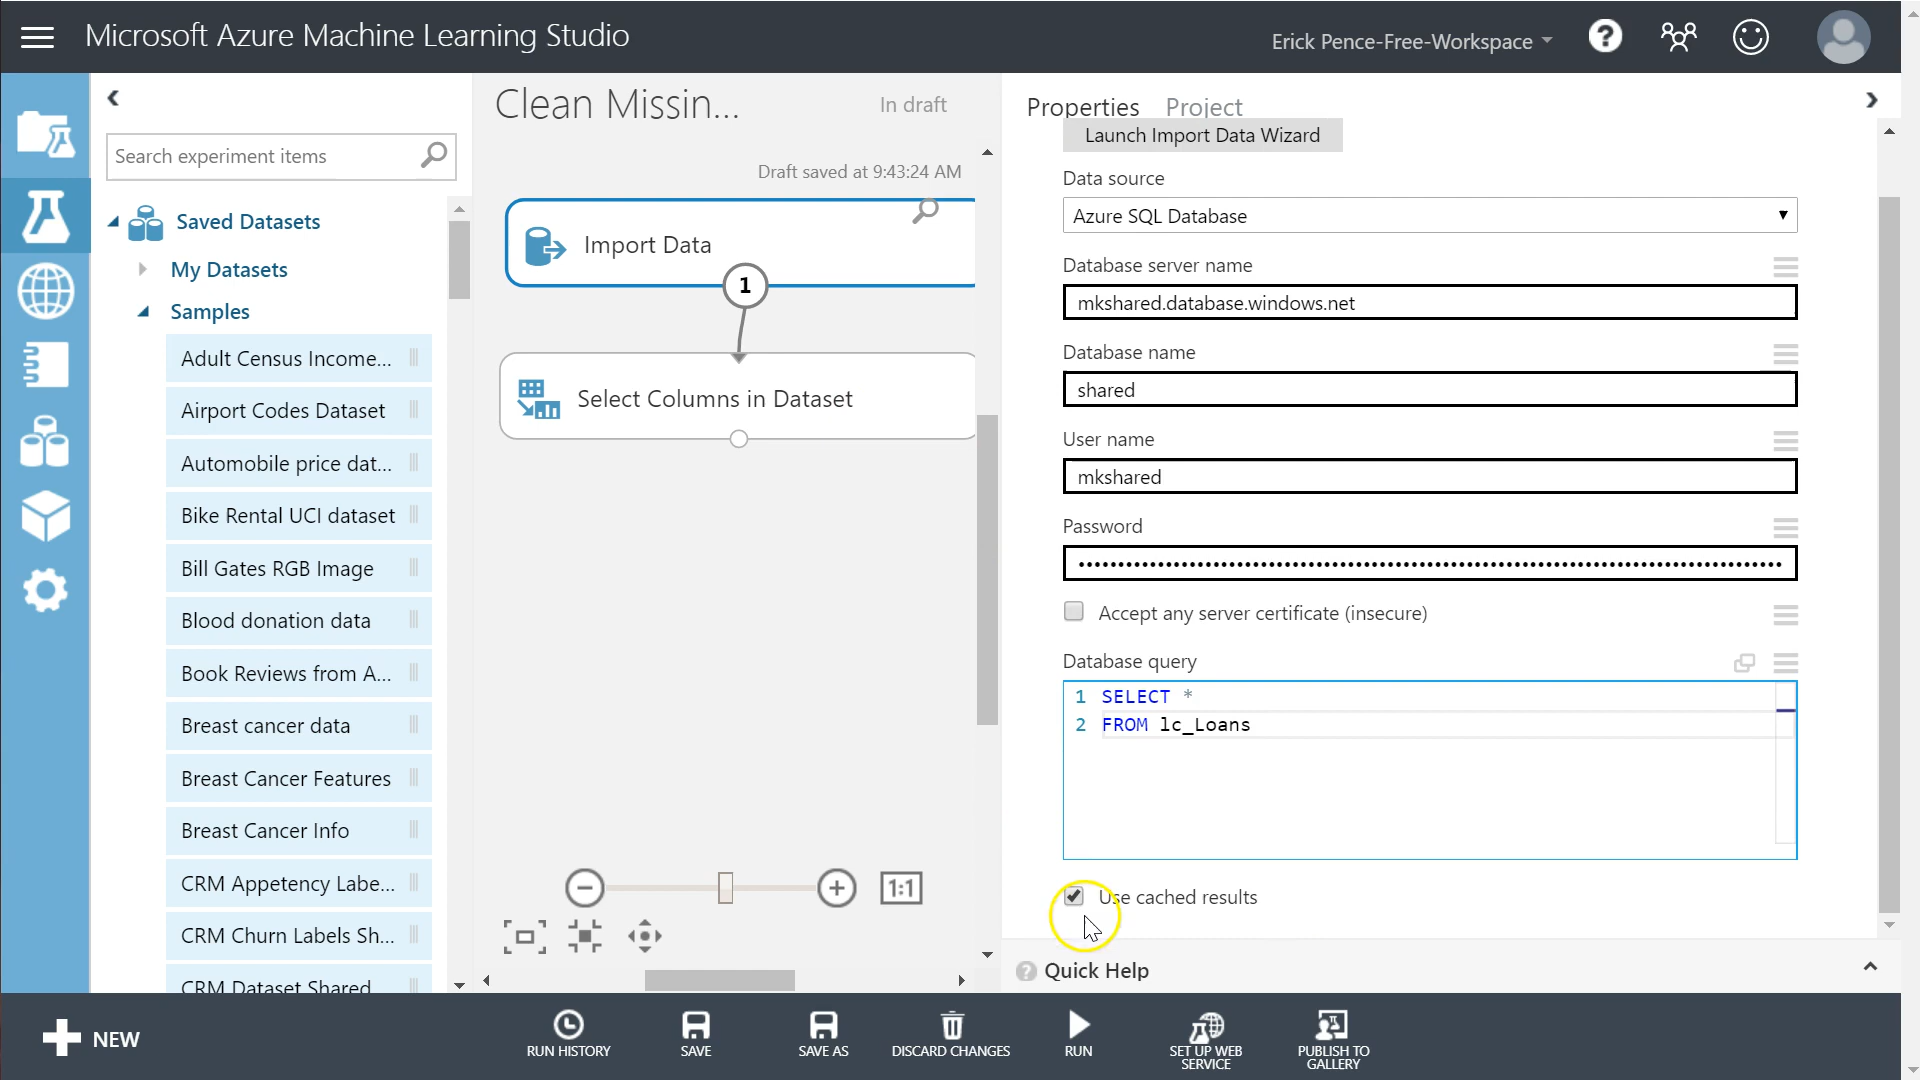 Microsoft Azure Machine Learning Studio
Erick Pence-Free-Workspace
?
Search experiment items
Saved Datasets
My Datasets
Samples
Adult Census Income...
Airport Codes Dataset
Automobile price dat...
Bike Rental UCI dataset
Bill Gates RGB Image
Blood donation data
Book Reviews from A...
Breast cancer data
Breast Cancer Features
Breast Cancer Info
CRM Appetency Labe...
CRM Churn Labels Sh...
CRM Dataset Shared
Clean Missin...
In draft
Draft saved at 9:43:24 AM
Import Data
1
Select Columns in Dataset
1:1
Properties Project
Launch Import Data Wizard
Data source
Azure SQL Database
Database server name
mkshared.database.windows.net
Database name
shared
User name
mkshared
Password
Accept any server certificate (insecure)
Database query
1 SELECT *
2 FROM lc_Loans
Use cached results
? Quick Help
NEW
RUN HISTORY
SAVE
SAVE AS
DISCARD CHANGES
RUN
SET UP WEB
SERVICE
PUBLISH TO
GALLERY